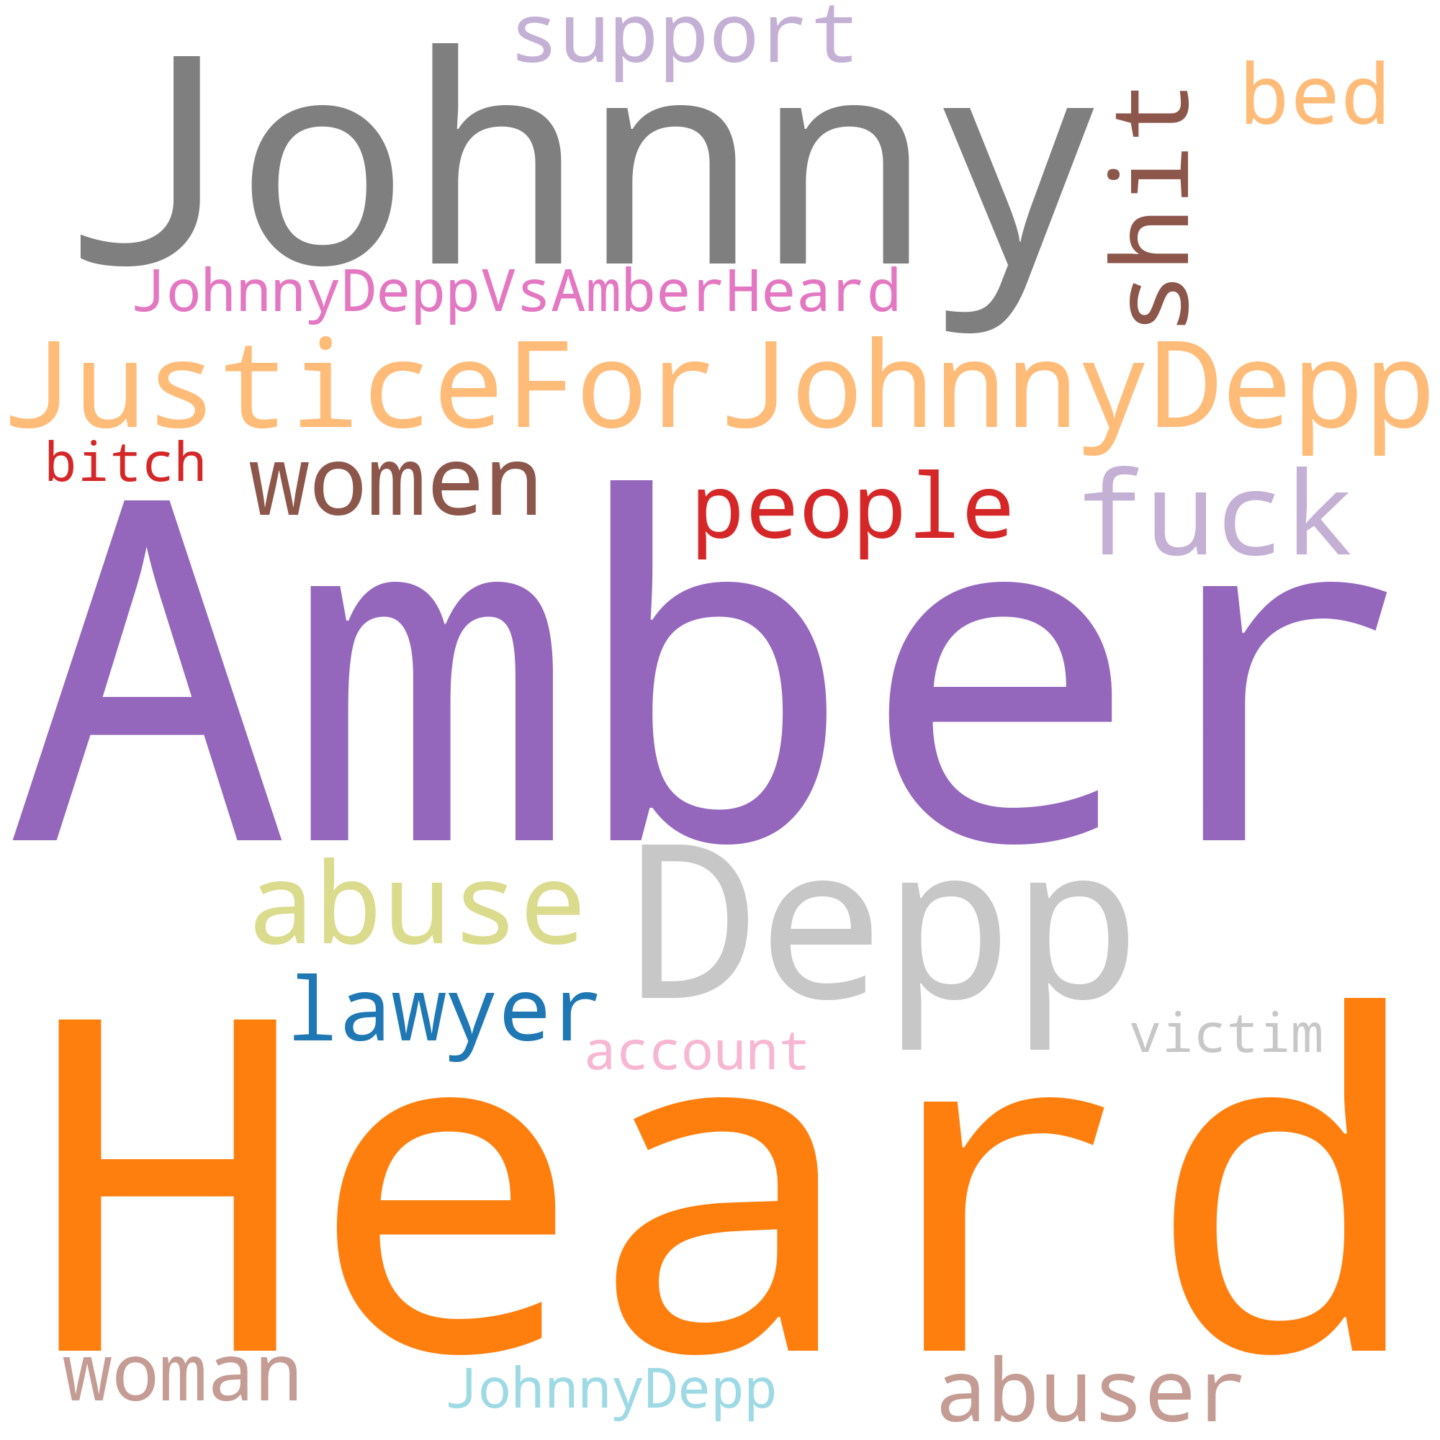 support
Johnny
bed
shit
JohnnyDeppVsAmberHeard
JusticeForJohnnyDepp
bitch
women
people
fuck
Amber
abuse
Depp
lawyer
account
victim
Heard
woman
JohnnyDepp
abuser